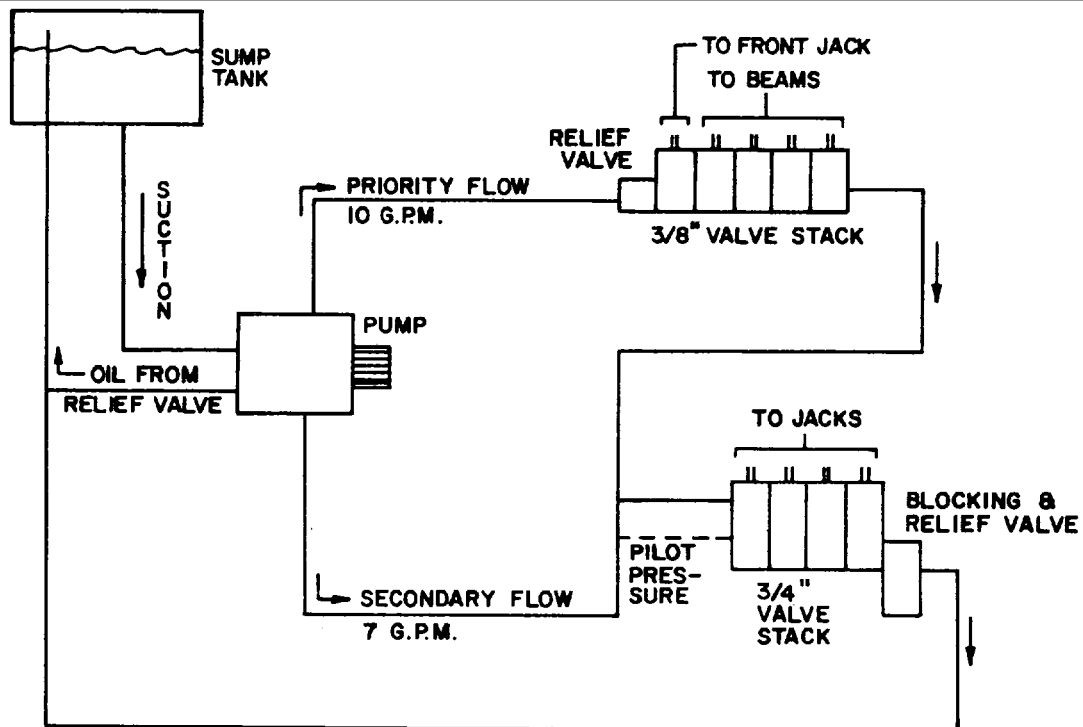 SUMP
TANK
TO FRONT JACK
TO BEAMS
RELIEF
VALVE
SUCTION
PRIORITY FLOW
10 G.P.M.
3/8" VALVE STACK
PUMP
OIL FROM
RELIEF VALVE
TO JACKS
BLOCKING &
RELIEF VALVE
PILOT
PRES-
SURE
3/4"
VALVE
STACK
SECONDARY FLOW
7 G.P.M.